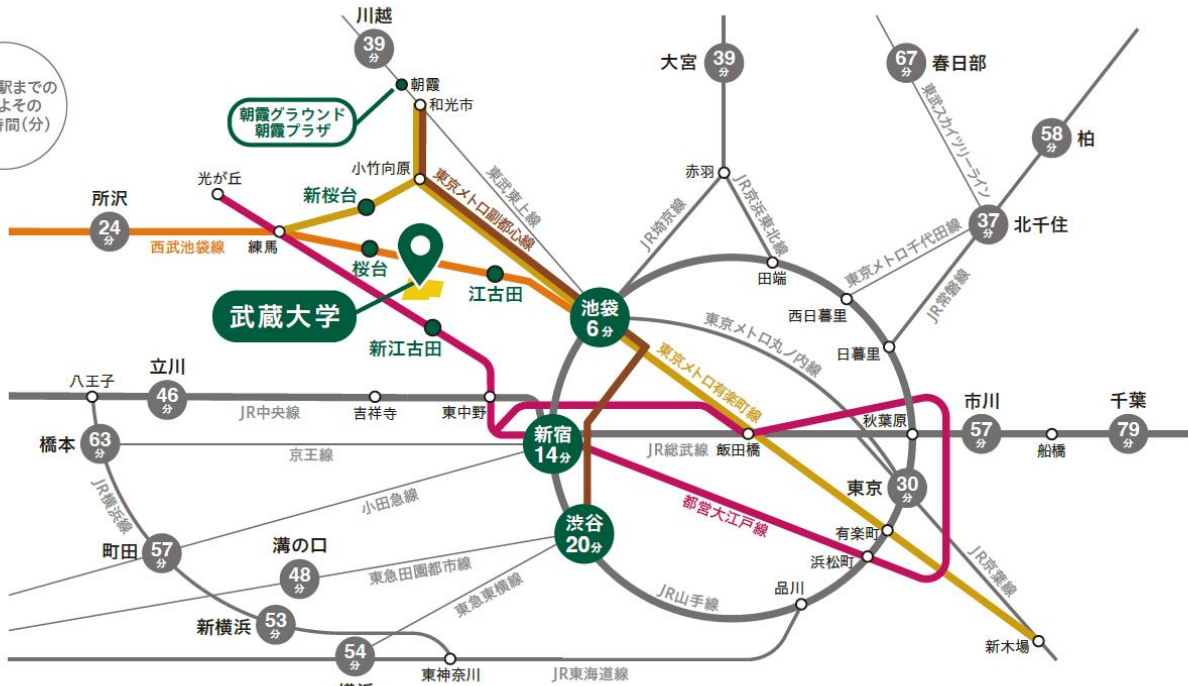 川越
39
分
大宮
39
分
67
分
春日部
駅までの
よその
時間(分)
朝霞
和光市
朝霞グラウンド
朝霞プラザ
東武スカイツリーライン
58
分
柏
小竹向原
光が丘
新桜台
東武東上線
東京メトロ副都心線
赤羽
JR埼京線
JR京浜東北線
所沢
24
分
西武池袋線
練馬
桜台
江古田
武蔵大学
新江古田
池袋
6分
田端
西日暮里
日暮里
東京メトロ千代田線
37
分
北千住
JR常磐線
東京メトロ丸ノ内線
東京メトロ有楽町線
八王子
立川
46
分
JR中央線
吉祥寺
東中野
新宿
14分
JR総武線
飯田橋
秋葉原
市川
57
分
船橋
千葉
79
分
橋本
63
分
京王線
JR横浜線
小田急線
町田
57
分
溝の口
48
分
東急田園都市線
東急東横線
渋谷
20分
都営大江戸線
東京
30
分
有楽町
浜松町
JR京葉線
新木場
JR山手線
品川
新横浜
53
分
54
分
東神奈川
JR東海道線